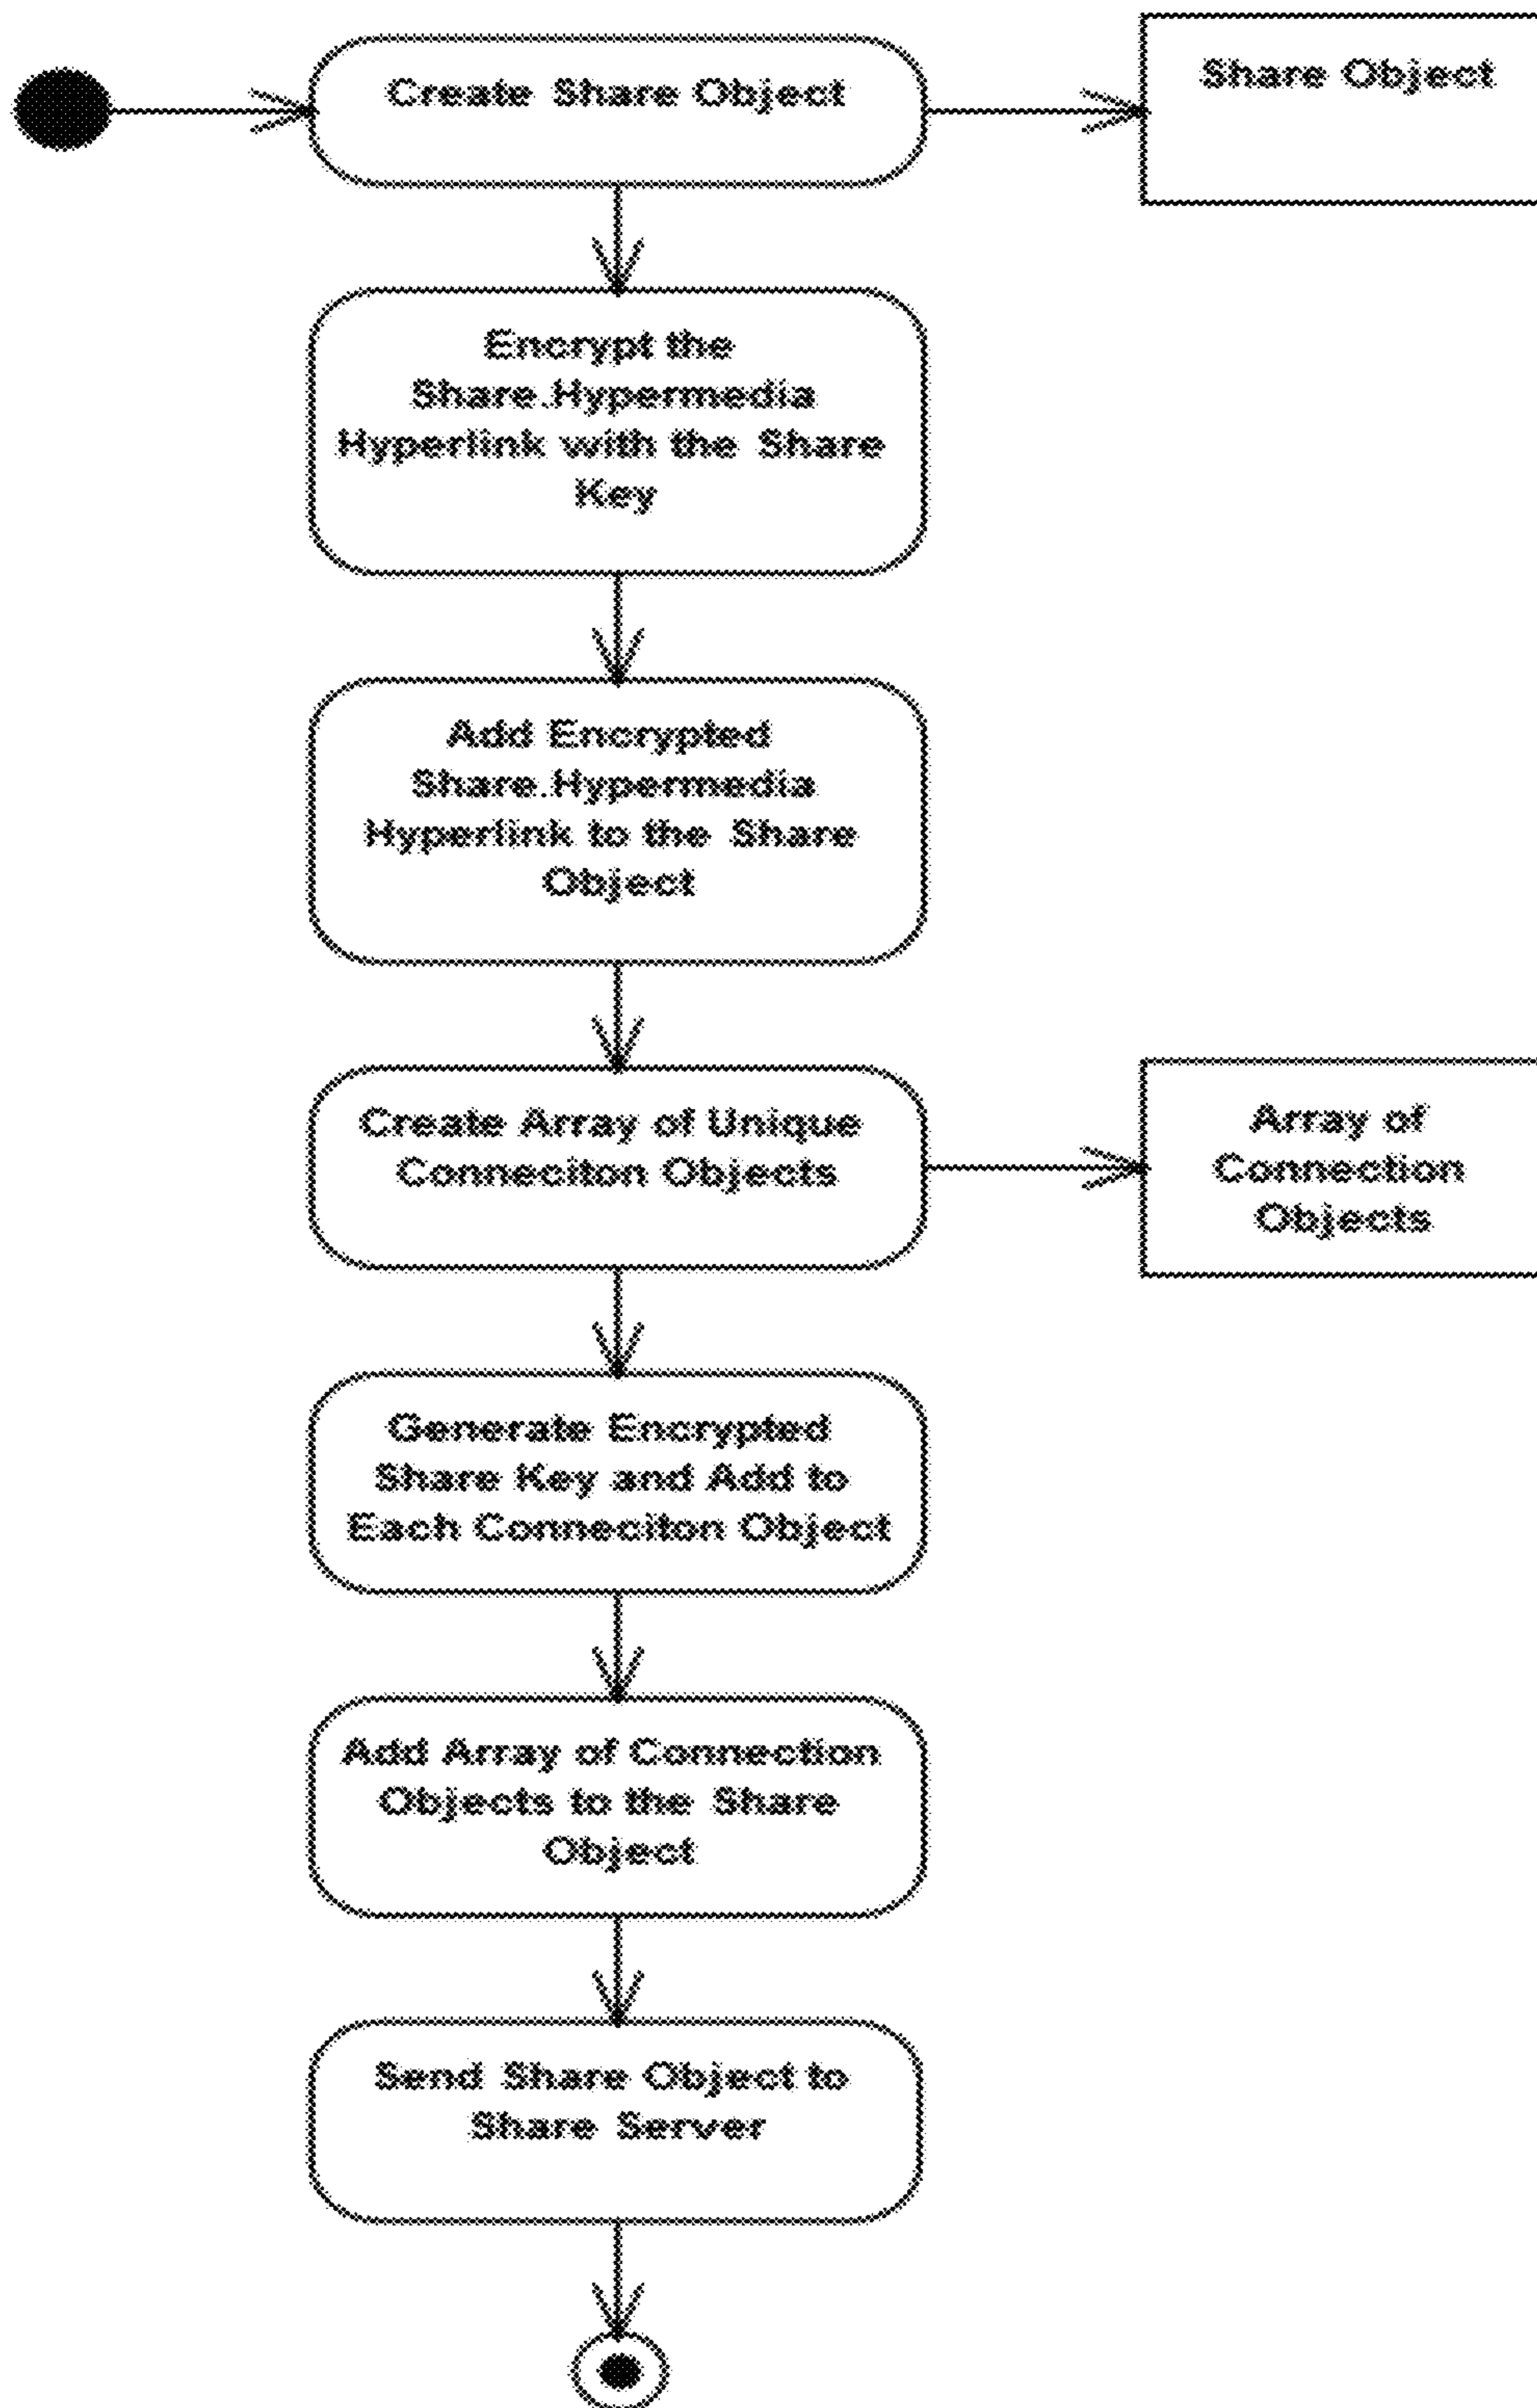 Create Share Object
Share Object
Encrypt the
Share.Hypermedia
Hyperlink with the Share
Key
Add Encrypted
Share.Hypermedia
Hyperlink to the Share
Object
Create Array of Unique
Conneciton Objects
Array of
Connection
Objects
Generate Encrypted
Share Key and Add to
Each Conneciton Object
Add Array of Connection
Objects to the Share
Object
Send Share Object to
Share Server